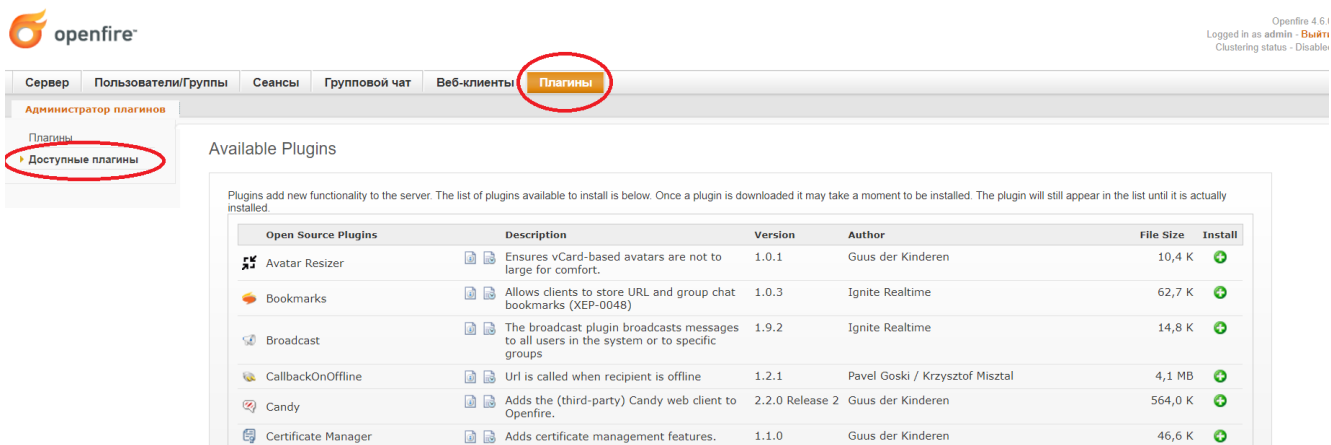 openfire
Openfire 4.6.0
Logged in as admin - Выйти
Clustering status - Disabled
Сервер Пользователи/Группы Сеансы Групповой чат Веб-клиенты Плагины
Администратор плагинов
Плагины
Доступные плагины
Available Plugins
Plugins add new functionality to the server. The list of plugins available to install is below. Once a plugin is downloaded it may take a moment to be installed. The plugin will still appear in the list until it is actually
installed.
Open Source Plugins Description Version Author File Size Install
Avatar Resizer Ensures vCard-based avatars are not to 1.0.1 Guus der Kinderen 10,4 K
large for comfort.
Bookmarks Allows clients to store URL and group chat 1.0.3 Ignite Realtime 62,7 K
bookmarks (XEP-0048)
Broadcast The broadcast plugin broadcasts messages 1.9.2 Ignite Realtime 14,8 K
to all users in the system or to specific
groups
CallbackOnOffline Url is called when recipient is offline 1.2.1 Pavel Goski / Krzysztof Misztal 4,1 MB
Candy Adds the (third-party) Candy web client to 2.2.0 Release 2 Guus der Kinderen 564,0 K
Openfire.
Certificate Manager Adds certificate management features. 1.1.0 Guus der Kinderen 46,6 K